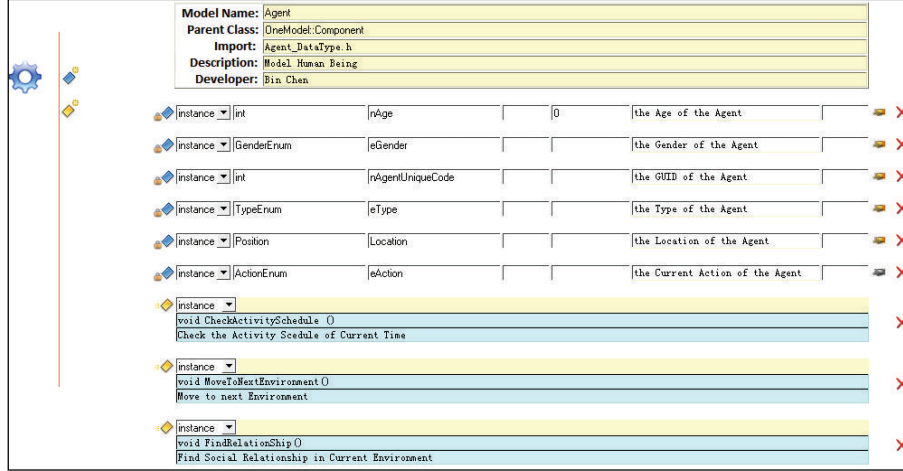 Model Name: Agent
Parent Class: OneModel::Component
Import: Agent_DataType.h
Description: Model Human Being
Developer: Bin Chen
instance int nAge 0 the Age of the Agent
instance GenderEnum eGender the Gender of the Agent
instance int nAgentUniqueCode the GUID of the Agent
instance TypeEnum eType the Type of the Agent
instance Position Location the Location of the Agent
instance ActionEnum eAction the Current Action of the Agent
instance
void CheckActivitySchedule ()
Check the Activity Scedule of Current Time
instance
void MoveToNextEnvironment()
Move to next Environment
instance
void FindRelationShip()
Find Social Relationship in Current Environment